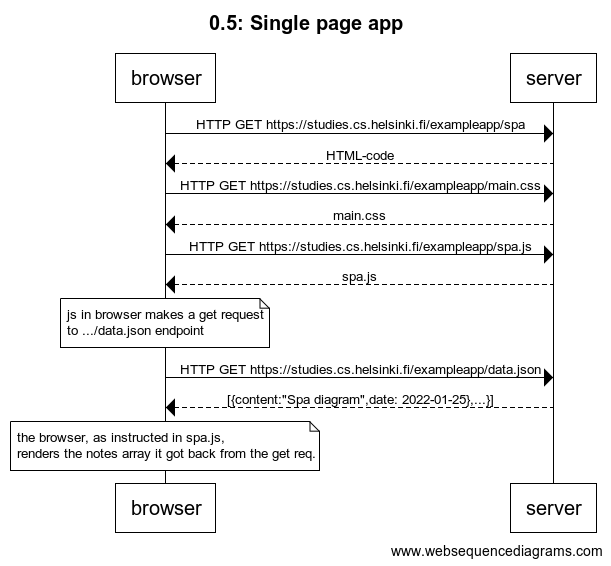 0.5: Single page app
browser
server
HTTP GET https://studies.cs.helsinki.fi/exampleapp/spa
HTML-code
HTTP GET https://studies.cs.helsinki.fi/exampleapp/main.css
main.css
HTTP GET https://studies.cs.helsinki.fi/exampleapp/spa.js
spa.js
js in browser makes a get request
to .../data.json endpoint
HTTP GET https://studies.cs.helsinki.fi/exampleapp/data.json
[{content:"Spa diagram",date: 2022-01-25},...}]
the browser, as instructed in spa.js,
renders the notes array it got back from the get req.
browser
server
www.websequencediagrams.com